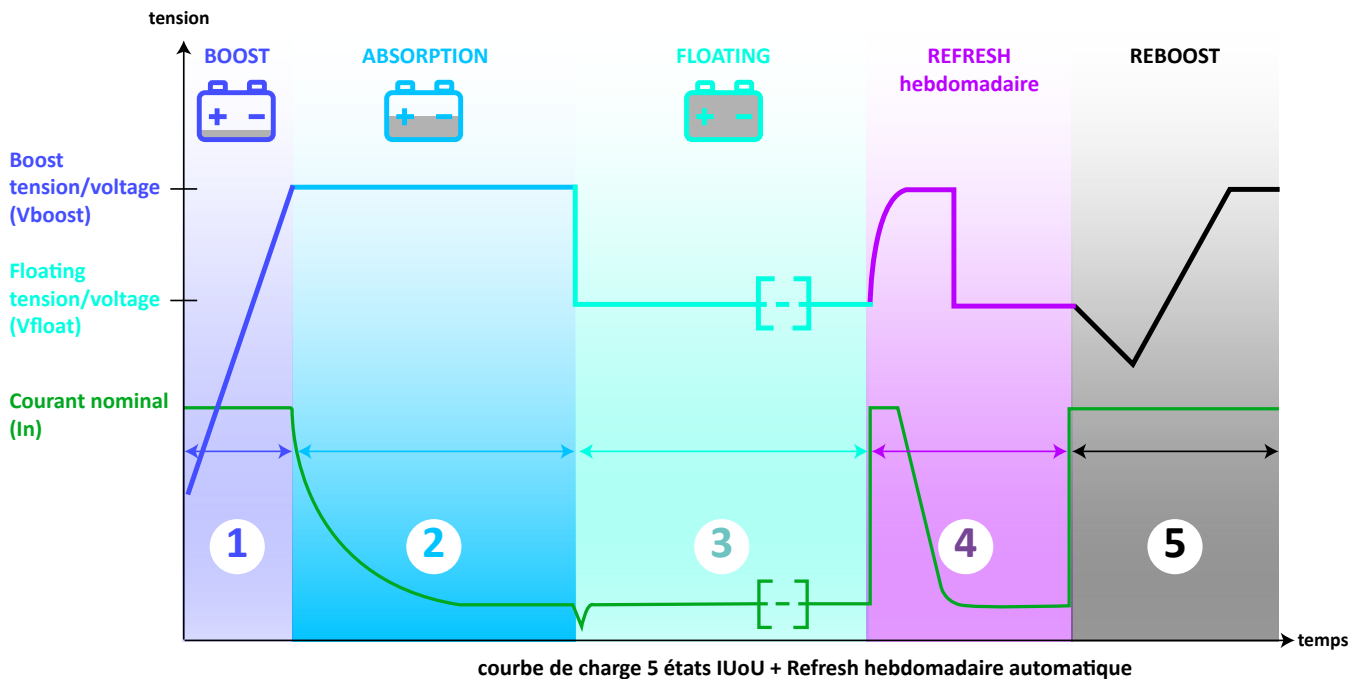 tension
BOOST
ABSORPTION
FLOATING
REFRESH
hebdomadaire
REBOOST
+ -
+ -
+ -
Boost
tension/voltage
(Vboost)
Floating
tension/voltage
(Vfloat)
Courant nominal
(In)
1
2
3
4
5
temps
courbe de charge 5 états IUoU + Refresh hebdomadaire automatique